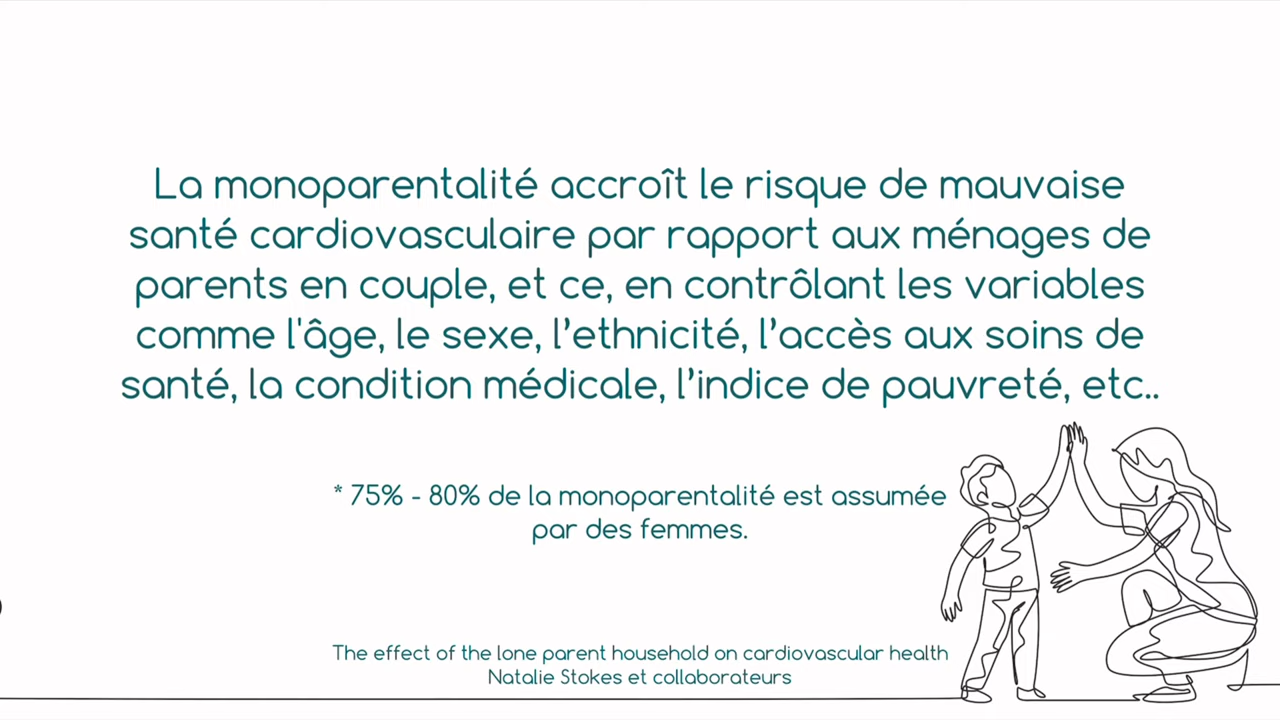 La monoparentalité accroît le risque de mauvaise
santé cardiovasculaire par rapport aux ménages de
parents en couple, et ce, en contrôlant les variables
comme l'âge, le sexe, l’ethnicité, l’accès aux soins de
santé, la condition médicale, l’indice de pauvreté, etc..
* 75% - 80% de la monoparentalité est assumée
par des femmes.
The effect of the lone parent household on cardiovascular health
Natalie Stokes et collaborateurs